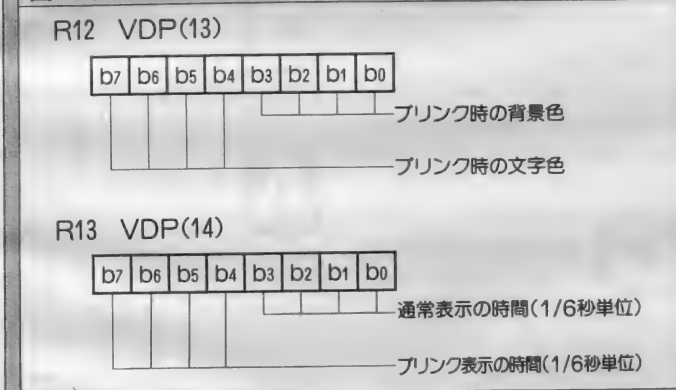 R12 VDP(13)
b7 b6 b5 b4 b3 b2 b1 b0
ブリンク時の背景色
ブリンク時の文字色
R13 VDP(14)
b7 b6 b5 b4 b3 b2 b1 b0
通常表示の時間(1/6秒単位)
ブリンク表示の時間(1/6秒単位)